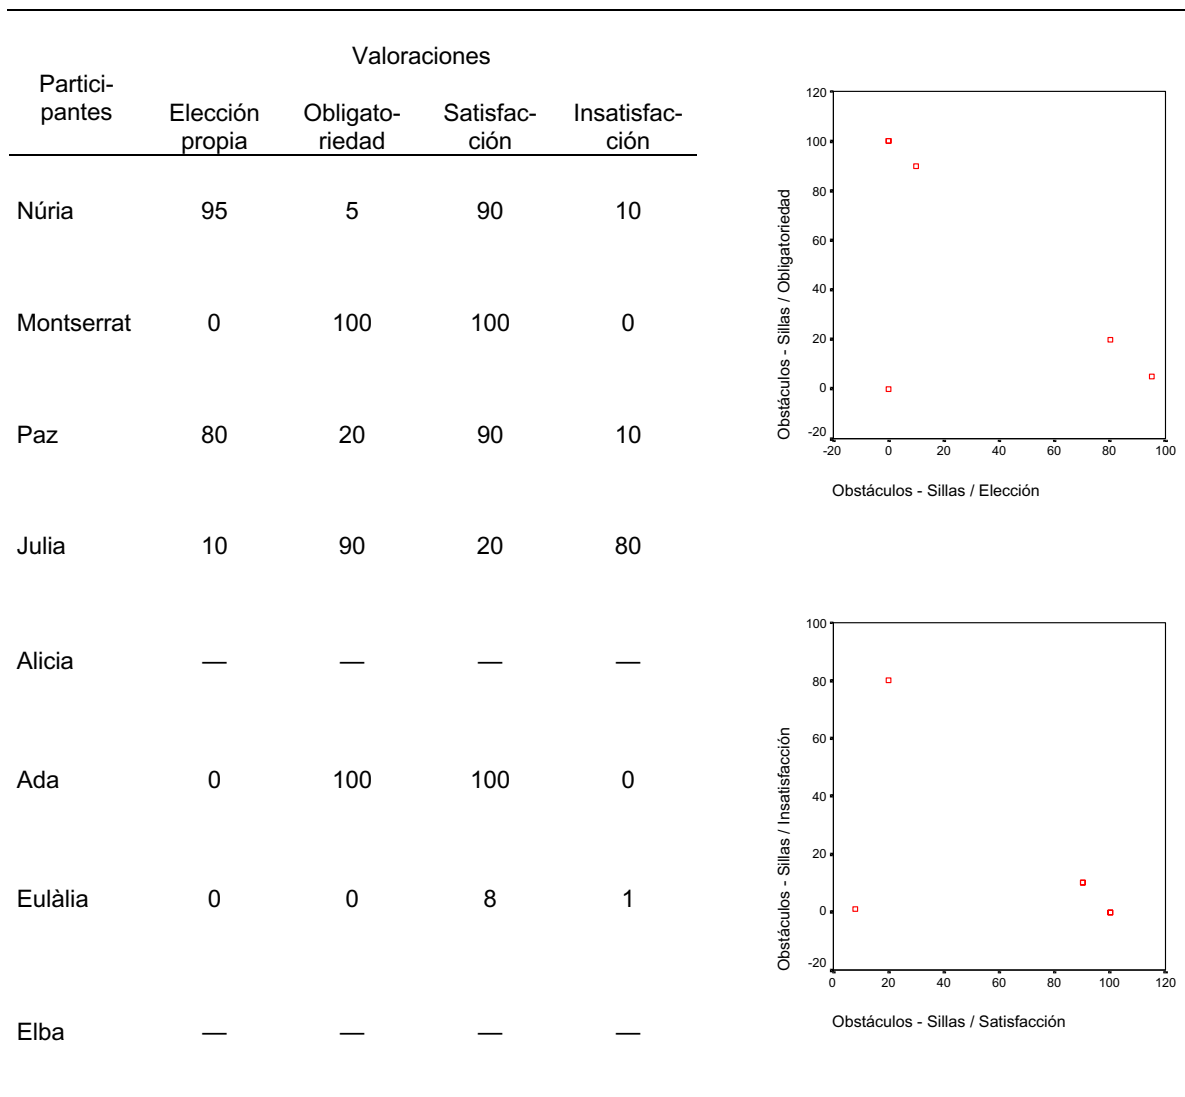 Valoraciones
Partici-
pantes
Elección
propia
Obligato-
riedad
Satisfac-
ción
Insatisfac-
ción
Núria 95 5 90 10
Montserrat 0 100 100 0
Paz 80 20 90 10
Julia 10 90 20 80
Alicia — — — —
Ada 0 100 100 0
Eulàlia 0 0 8 1
Elba — — — —
Obstáculos - Sillas / Obligatoriedad
120
100
80
60
40
20
0
-20
-20 0 20 40 60 80 100
Obstáculos - Sillas / Elección
Obstáculos - Sillas / Insatisfacción
100
80
60
40
20
0
-20
0 20 40 60 80 100 120
Obstáculos - Sillas / Satisfacción